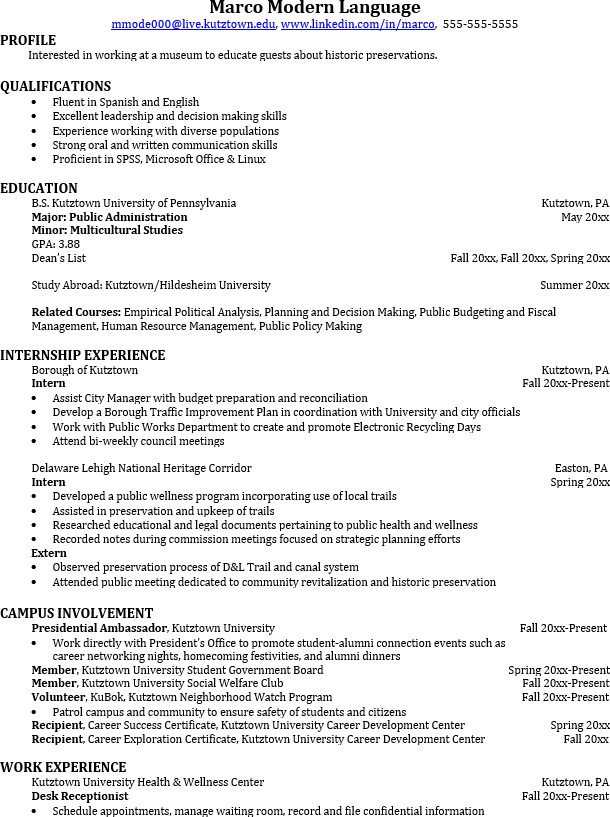 Marco Modern Language
mmode000@live.kutztown.edu, www.linkedin.com/in/marco, 555-555-5555
PROFILE
Interested in working at a museum to educate guests about historic preservations.
QUALIFICATIONS
• Fluent in Spanish and English
• Excellent leadership and decision making skills
• Experience working with diverse populations
• Strong oral and written communication skills
• Proficient in SPSS, Microsoft Office & Linux
EDUCATION
B.S. Kutztown University of Pennsylvania Kutztown, PA
Major: Public Administration May 20xx
Minor: Multicultural Studies
GPA: 3.88
Dean's List Fall 20xx, Fall 20xx, Spring 20xx
Study Abroad: Kutztown/Hildesheim University Summer 20xx
Related Courses: Empirical Political Analysis, Planning and Decision Making, Public Budgeting and Fiscal
Management, Human Resource Management, Public Policy Making
INTERNSHIP EXPERIENCE
Borough of Kutztown Kutztown, PA
Intern Fall 20xx-Present
• Assist City Manager with budget preparation and reconciliation
• Develop a Borough Traffic Improvement Plan in coordination with University and city officials
• Work with Public Works Department to create and promote Electronic Recycling Days
• Attend bi-weekly council meetings
Delaware Lehigh National Heritage Corridor Easton, PA
Intern Spring 20xx
• Developed a public wellness program incorporating use of local trails
• Assisted in preservation and upkeep of trails
• Researched educational and legal documents pertaining to public health and wellness
• Recorded notes during commission meetings focused on strategic planning efforts
Extern
• Observed preservation process of D&L Trail and canal system
• Attended public meeting dedicated to community revitalization and historic preservation
CAMPUS INVOLVEMENT
Presidential Ambassador, Kutztown University Fall 20xx-Present
• Work directly with President's Office to promote student-alumni connection events such as
career networking nights, homecoming festivities, and alumni dinners
Member, Kutztown University Student Government Board Spring 20xx-Present
Member, Kutztown University Social Welfare Club Fall 20xx-Present
Volunteer, KuBok, Kutztown Neighborhood Watch Program Fall 20xx-Present
• Patrol campus and community to ensure safety of students and citizens
Recipient, Career Success Certificate, Kutztown University Career Development Center Spring 20xx
Recipient, Career Exploration Certificate, Kutztown University Career Development Center Fall 20xx
WORK EXPERIENCE
Kutztown University Health & Wellness Center Kutztown, PA
Desk Receptionist Fall 20xx-Present
• Schedule appointments, manage waiting room, record and file confidential information